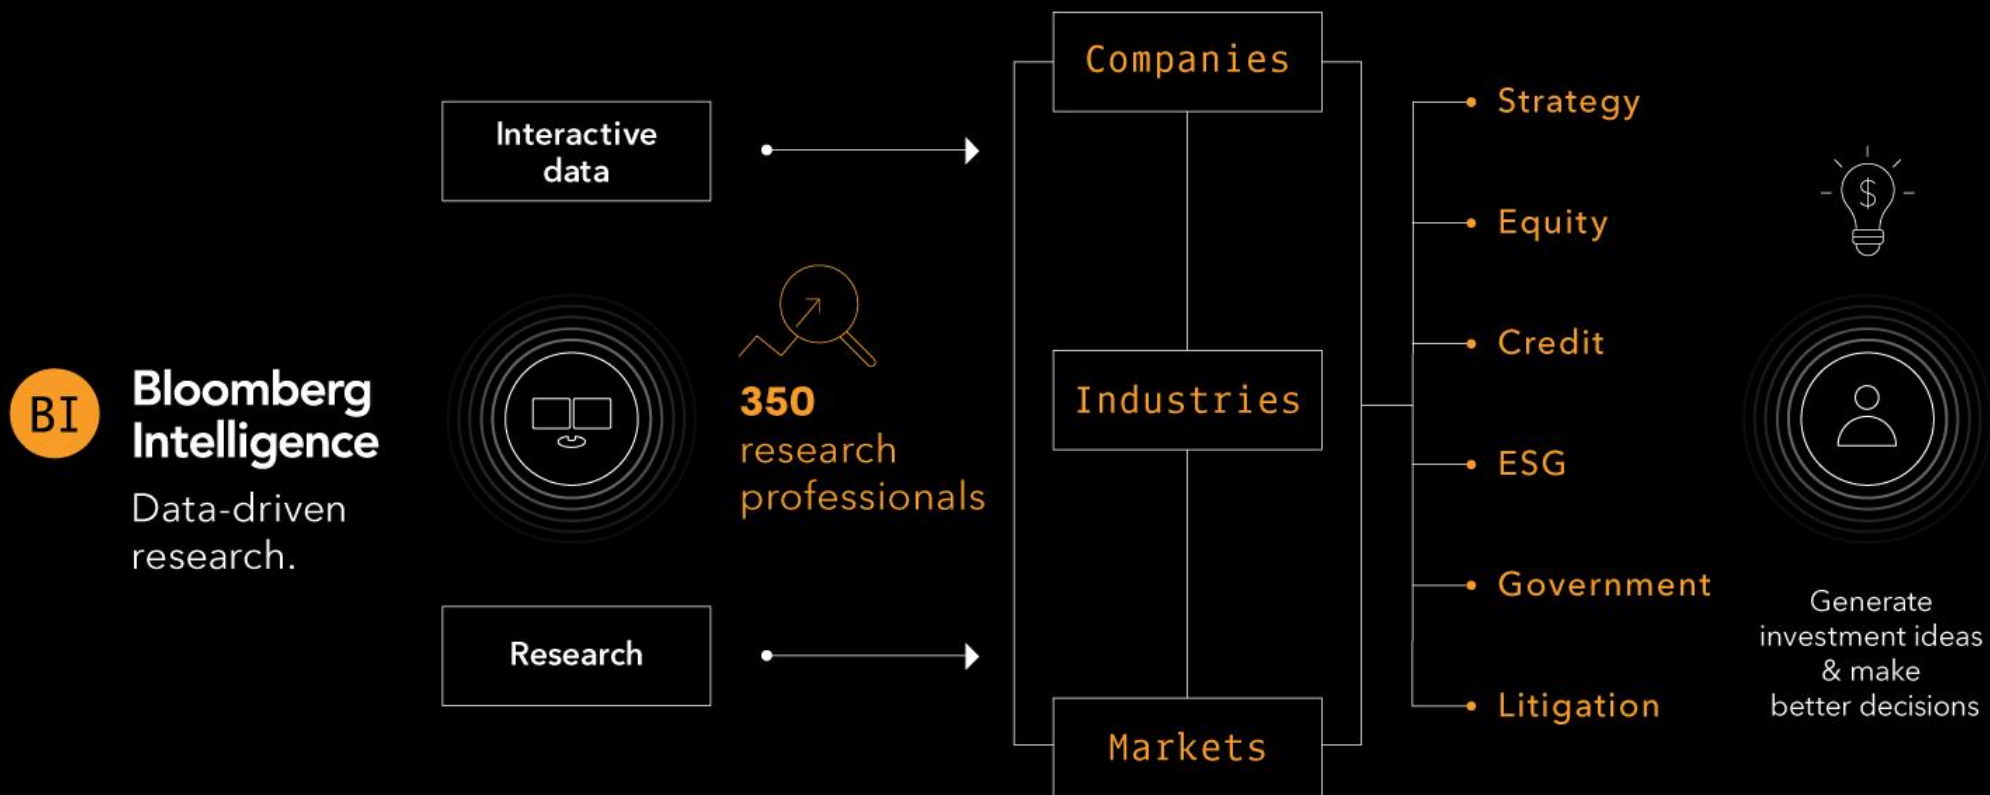 BI
Bloomberg
Intelligence
Data-driven
research.
Interactive
data
350
research
professionals
Research
Companies
Industries
Markets
Strategy
Equity
Credit
ESG
Government
Litigation
$
Generate
investment ideas
& make
better decisions